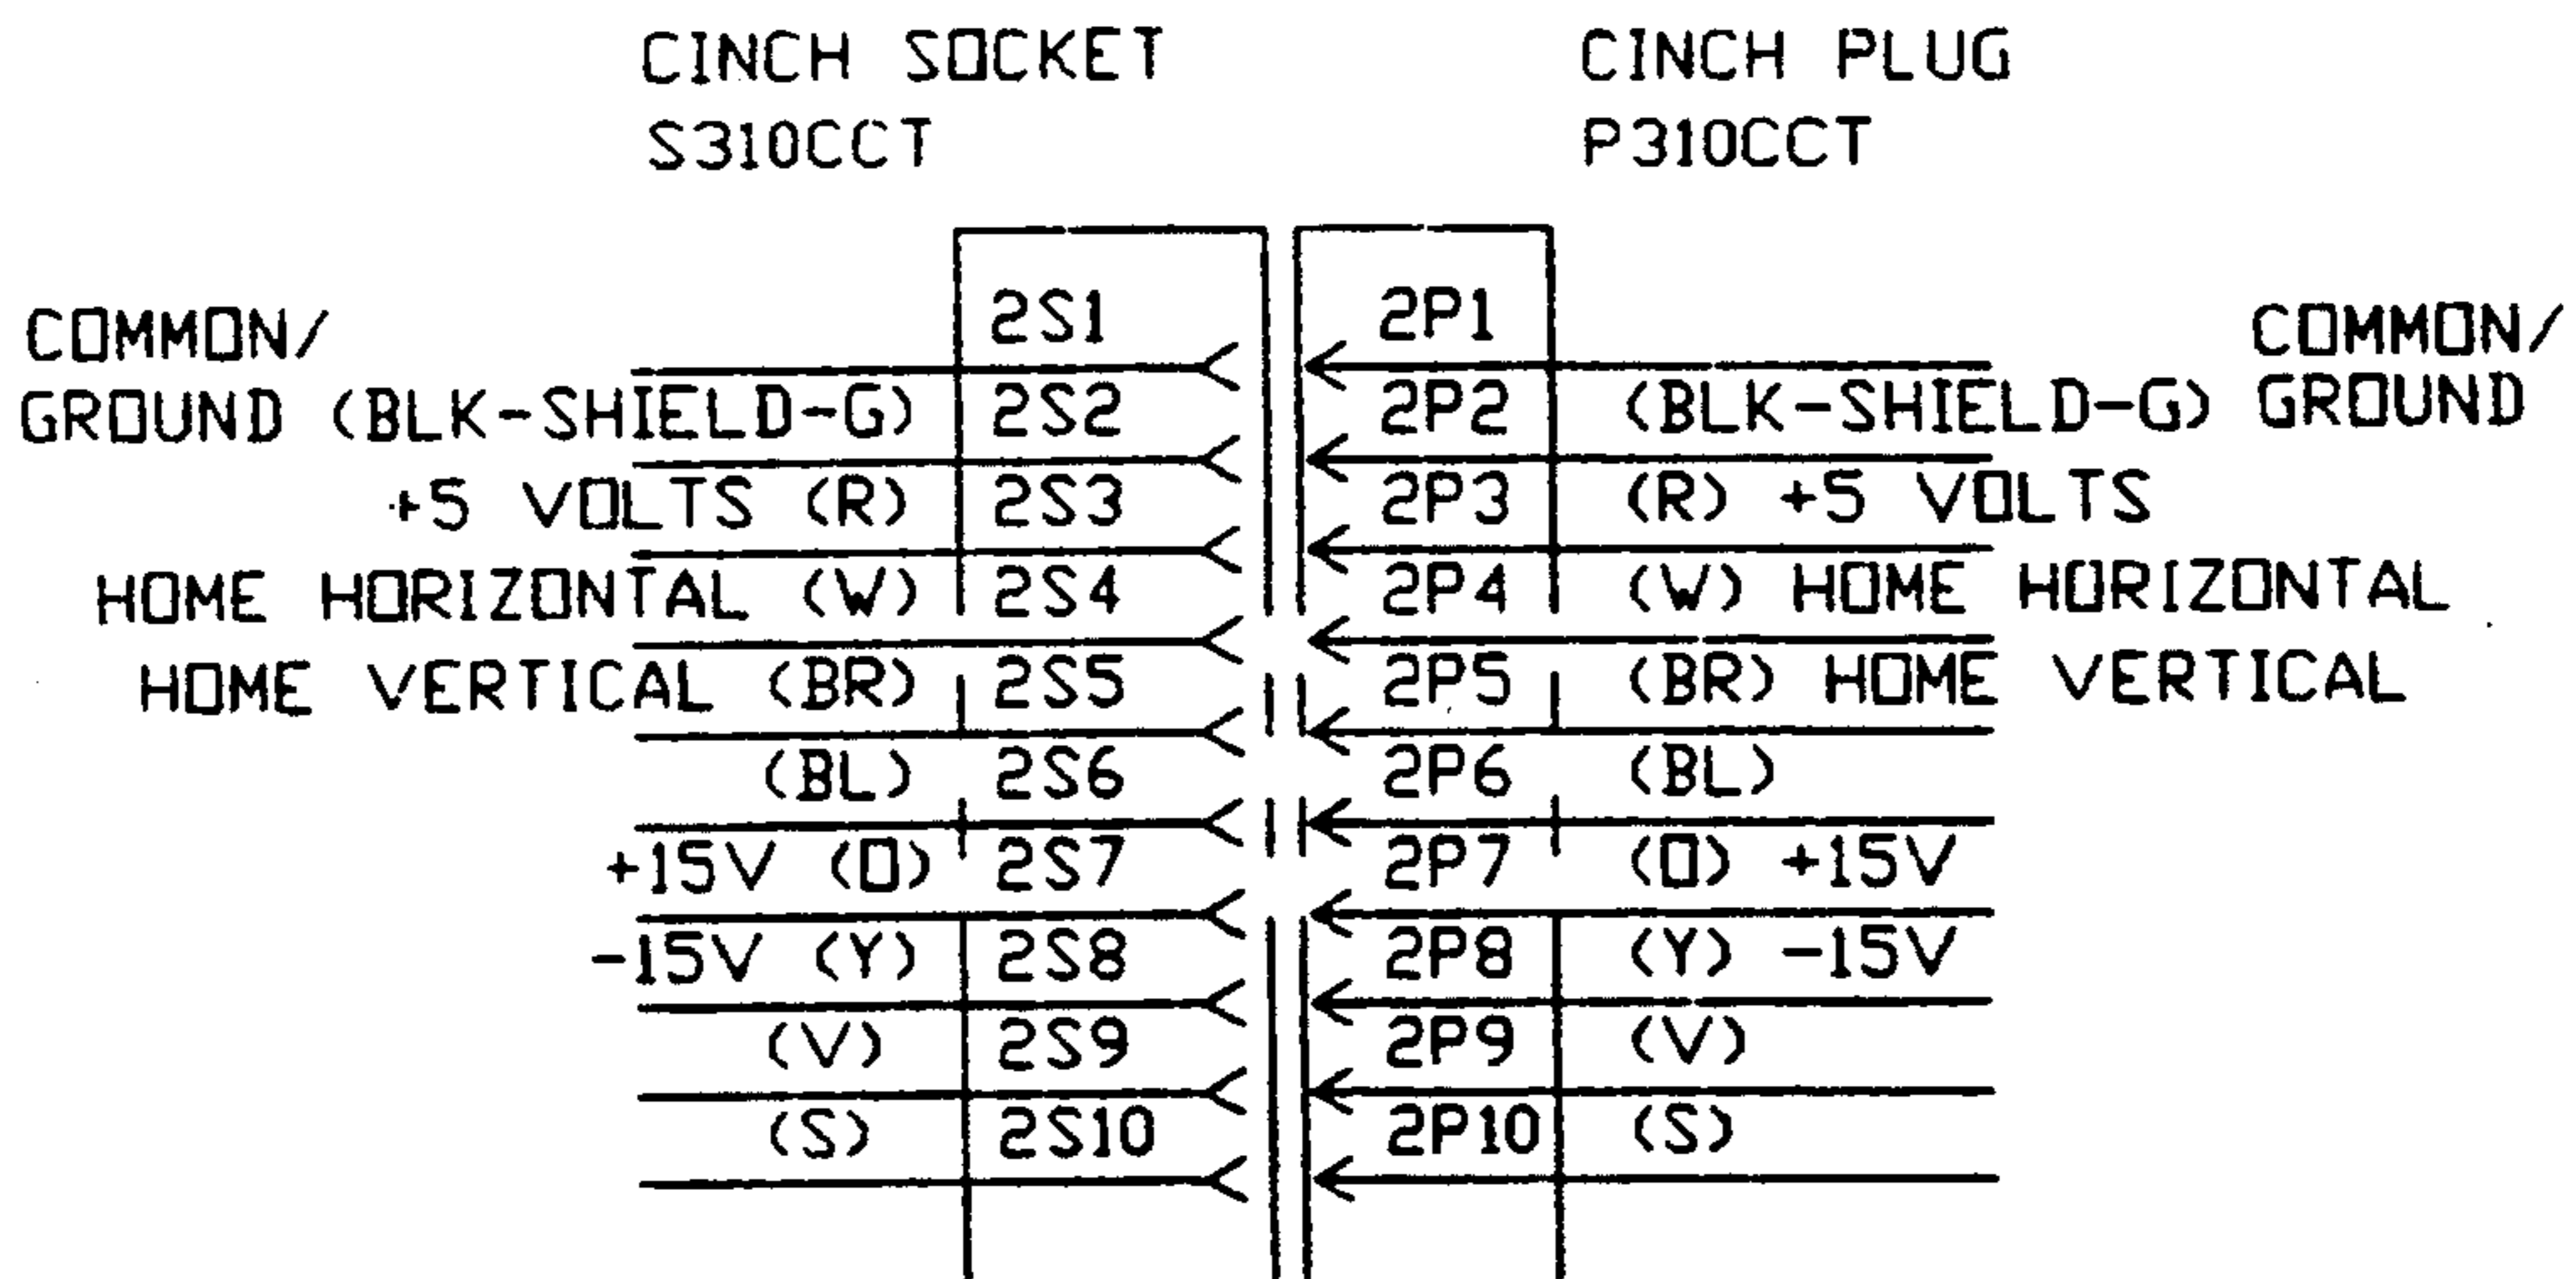 CINCH SOCKET CINCH PLUG
S310CCT P310CCT
2S1 2P1
COMMON/ COMMON/
GROUND (BLK-SHIELD-G) 2S2 2P2 (BLK-SHIELD-G) GROUND
+5 VOLTS (R) 2S3 2P3 (R) +5 VOLTS
HOME HORIZONTAL (W) 2S4 2P4 (W) HOME HORIZONTAL
HOME VERTICAL (BR) 2S5 2P5 (BR) HOME VERTICAL
(BL) 2S6 2P6 (BL)
+15V (O) 2S7 2P7 (O) +15V
-15V (Y) 2S8 2P8 (Y) -15V
(V) 2S9 2P9 (V)
(S) 2S10 2P10 (S)